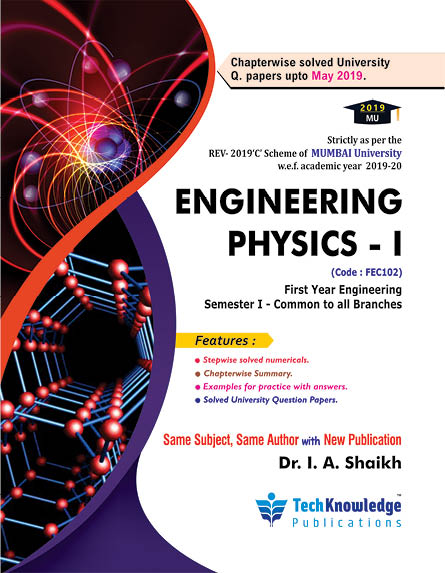 Chapterwise solved University
Q. papers upto May 2019.
2019
MU
Strictly as per the
REV- 2019'C' Scheme of MUMBAI University
w.e.f. academic year 2019-20
ENGINEERING
PHYSICS - I
(Code : FEC102)
First Year Engineering
Semester I - Common to all Branches
Features :
• Stepwise solved numericals.
• Chapterwise Summary.
• Examples for practice with answers.
• Solved University Question Papers.
Same Subject, Same Author with New Publication
Dr. I. A. Shaikh
TechKnowledge™
Publications